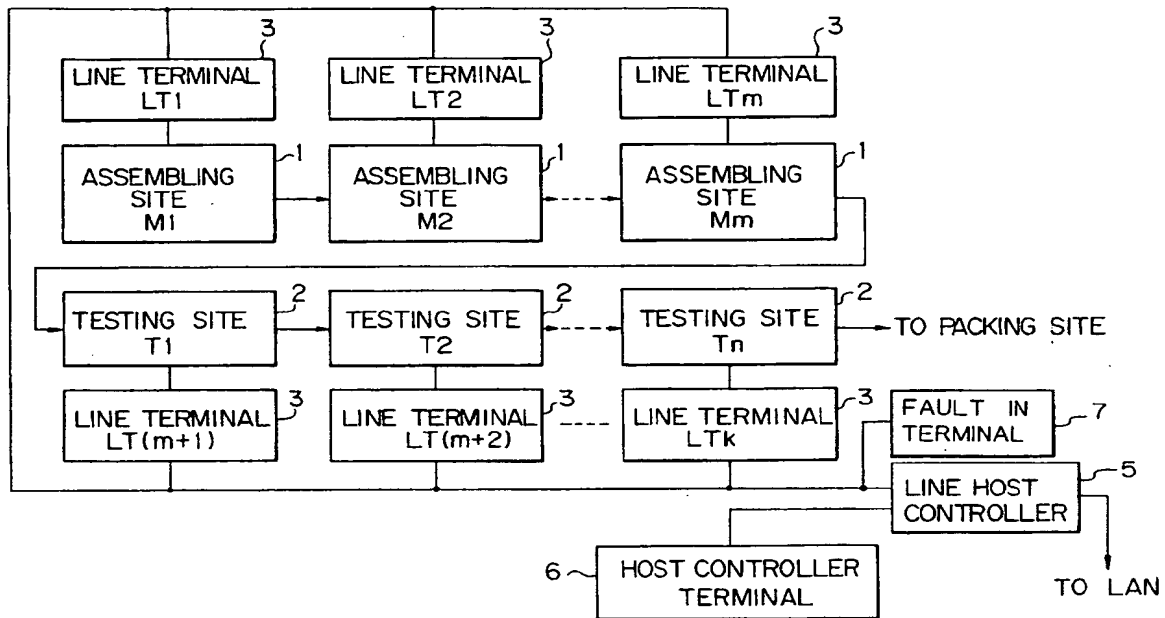 3
3
3
LINE TERMINAL
LT1
LINE TERMINAL
LT2
LINE TERMINAL
LTm
1
1
1
ASSEMBLING
SITE
M1
ASSEMBLING
SITE
M2
ASSEMBLING
SITE
Mm
2
2
2
TESTING SITE
T1
TESTING SITE
T2
TESTING SITE
Tn
TO PACKING SITE
3
3
3
LINE TERMINAL
LT(m+1)
LINE TERMINAL
LT(m+2)
LINE TERMINAL
LTk
FAULT IN
TERMINAL
7
5
LINE HOST
CONTROLLER
6
HOST CONTROLLER
TERMINAL
TO LAN